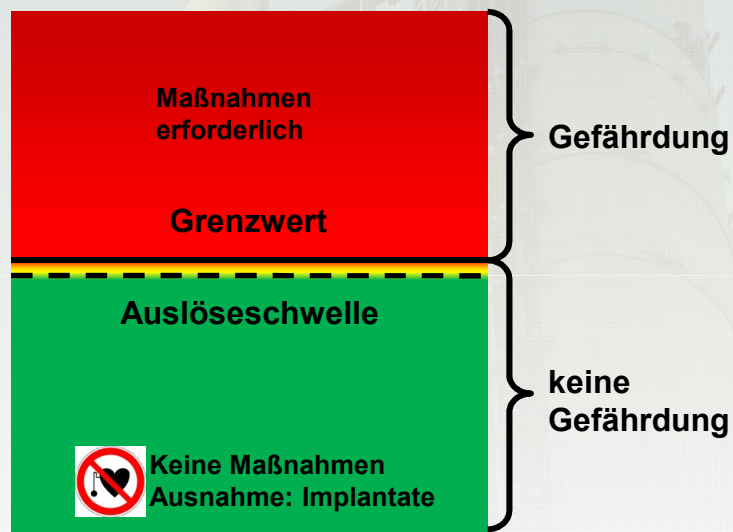 Maßnahmen
erforderlich
Gefährdung
Grenzwert
Auslöseschwelle
keine
Gefährdung
Keine Maßnahmen
Ausnahme: Implantate